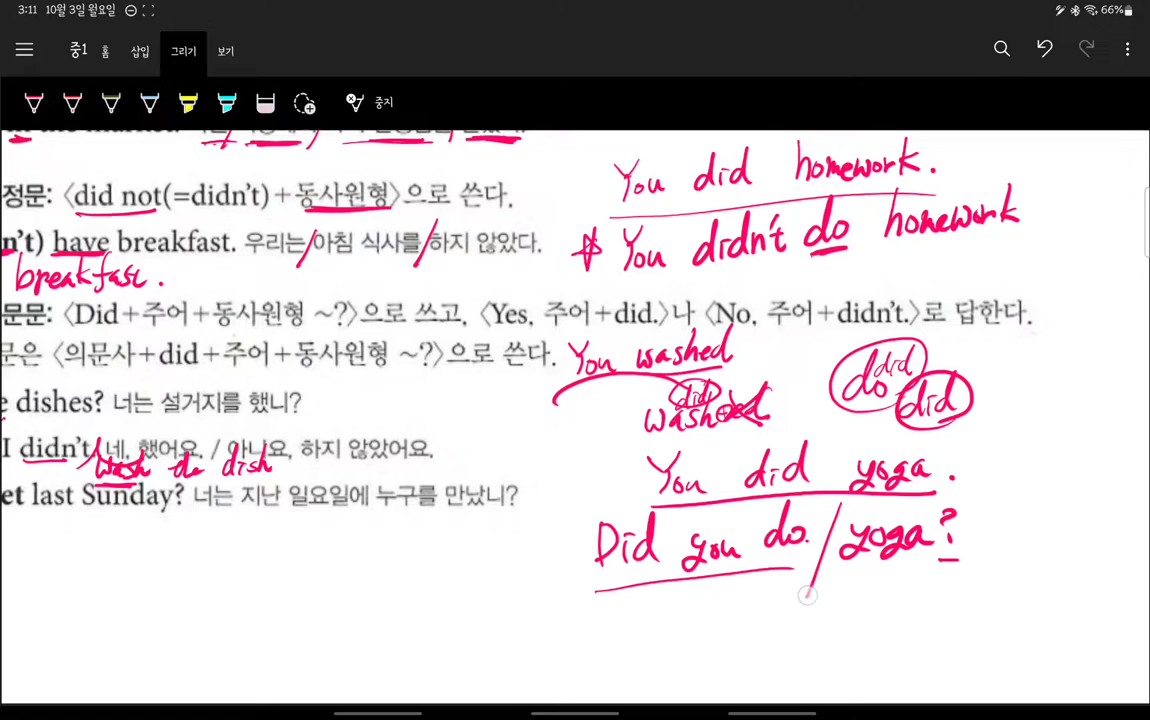 3:11 10월 3일 월요일 66%
중1 홈 삽입 그리기 보기
중지
You did homework.
정문: 〈did not(=didn't)+동사원형〉으로 쓴다.
n't) have breakfast. 우리는/아침 식사를/하지 않았다.
You didn't do homework
breakfast.
문문: 〈Did+주어+동사원형 ~?〉으로 쓰고, 〈Yes, 주어+did.〉나 〈No, 주어+didn't.〉로 답한다.
문은 〈의문사+did+주어+동사원형 ~?〉으로 쓴다.
You washed
do did
did
did
washed
e dishes? 너는 설거지를 했니?
I didn't 네, 했어요. / 아니요, 하지 않았어요.
wash de dish
You did yoga.
et last Sunday? 너는 지난 일요일에 누구를 만났니?
Did you do. / yoga?